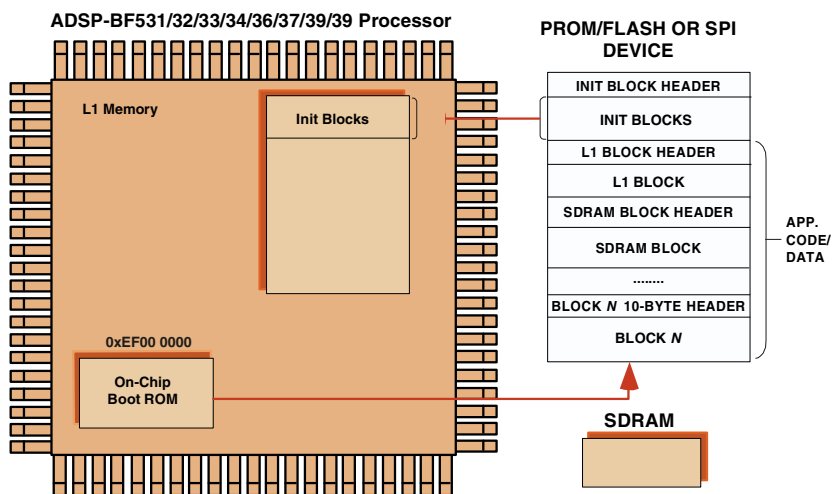 ADSP-BF531/32/33/34/36/37/39/39 Processor
L1 Memory
Init Blocks
0xEF00 0000
On-Chip
Boot ROM
PROM/FLASH OR SPI
DEVICE
INIT BLOCK HEADER
INIT BLOCKS
L1 BLOCK HEADER
L1 BLOCK
SDRAM BLOCK HEADER
SDRAM BLOCK
........
BLOCK N 10-BYTE HEADER
BLOCK N
APP.
CODE/
DATA
SDRAM